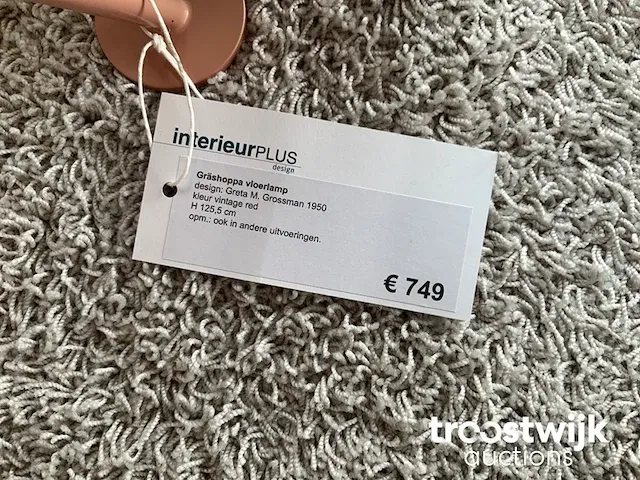 interieurPLUS
design
Gräshoppa vloerlamp
design: Greta M. Grossman 1950
kleur vintage red
H 125,5 cm
opm.: ook in andere uitvoeringen.
€ 749
troostwijk
auctions